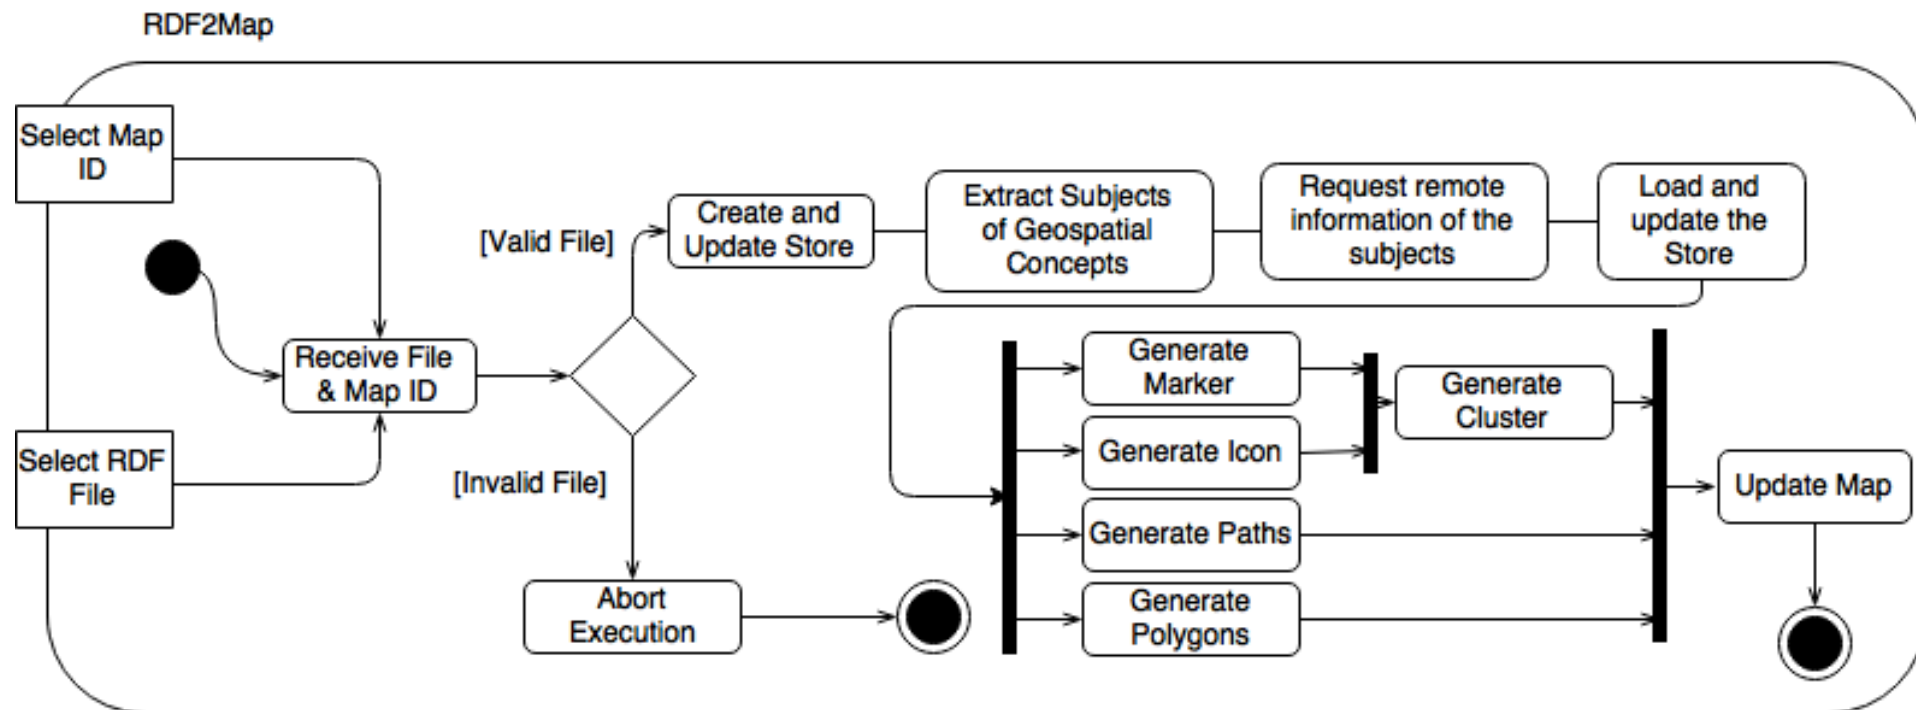 RDF2Map
Select Map
ID
Select RDF
File
Receive File
& Map ID
[Valid File]
[Invalid File]
Abort
Execution
Create and
Update Store
Extract Subjects
of Geospatial
Concepts
Request remote
information of the
subjects
Load and
update the
Store
Generate
Marker
Generate Icon
Generate Paths
Generate
Polygons
Generate
Cluster
Update Map